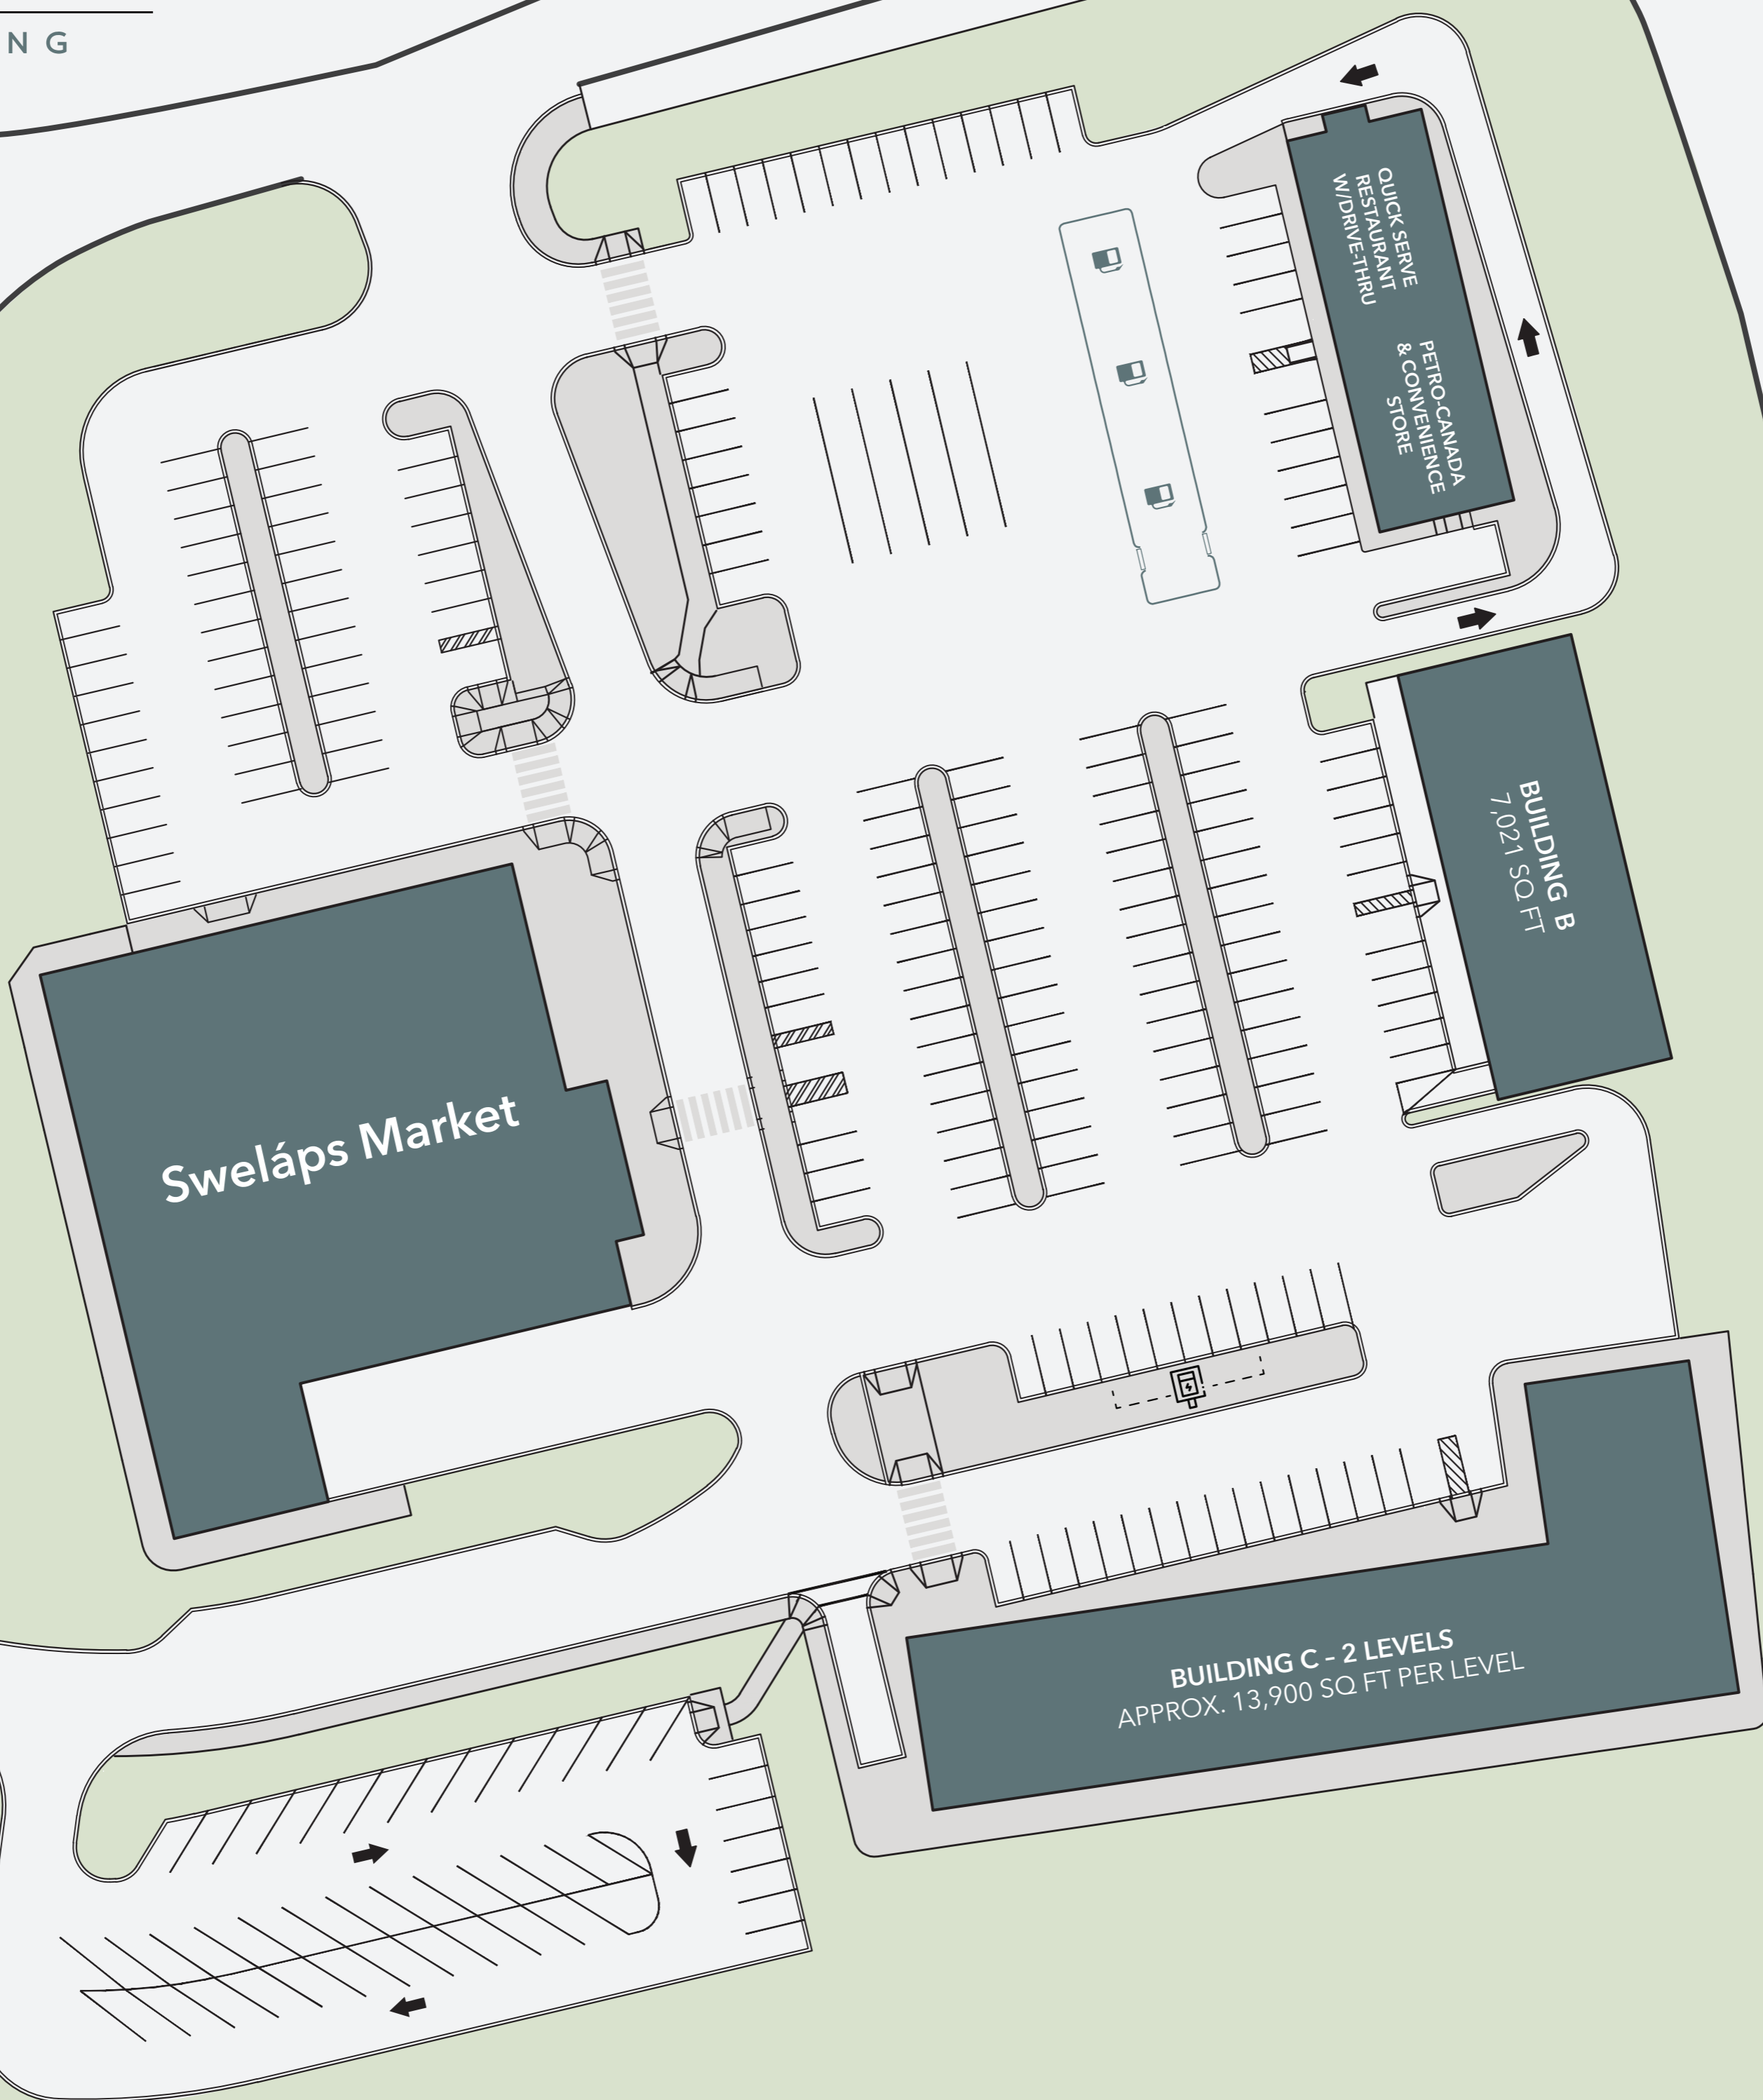 NG
QUICK SERVE
RESTAURANT
W/DRIVE-THRU
PETRO-CANADA
& CONVENIENCE
STORE
BUILDING B
7,021 SQ FT
Sweláps Market
BUILDING C - 2 LEVELS
APPROX. 13,900 SQ FT PER LEVEL